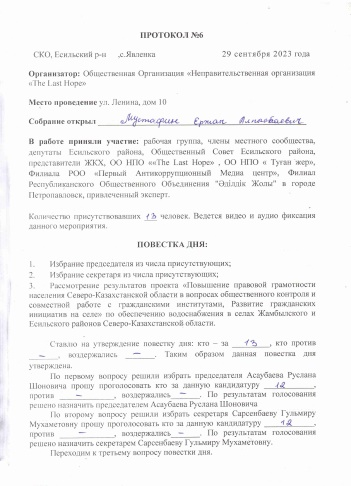 ПРОТОКОЛ №6
СКО, Есильский р-н ,с.Явленка 29 сентября 2023 года
Организатор: Общественная Организация «Неправительственная организация
«The Last Hope»
Место проведение ул. Ленина, дом 10
Собрание открыл Мустафин Ержан
В работе приняли участие: рабочая группа, члены местного сообщества,
депутаты Есильского района, Общественный Совет Есильского района,
представители ЖКХ, ОО НПО ««The Last Hope» , ОО НПО « Туган жер»,
Филиала РОО «Первый Антикоррупционный Медиа центр», Филиал
Республиканского Общественного Объединения "Әділдік Жолы" в городе
Петропавловск, привлеченный эксперт.
Количество присутствовавших 13 человек. Ведется видео и аудио фиксация
данного мероприятия.
ПОВЕСТКА ДНЯ:
1. Избрание председателя из числа присутствующих;
2. Избрание секретаря из числа присутствующих;
3. Рассмотрение результатов проекта «Повышение правовой грамотности
населения Северо-Казахстанской области в вопросах общественного контроля и
совместной работе с гражданскими институтами, Развитие гражданских
инициатив на селе» по обеспечению водоснабжения в селах Жамбылского и
Есильского районов Северо-Казахстанской области.
Ставлю на утверждение повестку дня: кто – за 13, кто против
–, воздержались –. Таким образом данная повестка дня
утверждена.
По первому вопросу решили избрать председателя Асаубаева Руслана
Шоновича прошу проголосовать кто за данную кандидатуру 12,
против –, воздержались –. По результатам голосования
решено назначить председателем Асаубаева Руслана Шоновича
По второму вопросу решили избрать секретаря Сарсенбаеву Гульмиру
Мухаметовну прошу проголосовать кто за данную кандидатуру 12,
против –, воздержались –. По результатам голосования
решено назначить секретарем Сарсенбаеву Гульмиру Мухаметовну.
Переходим к третьему вопросу повестки дня.